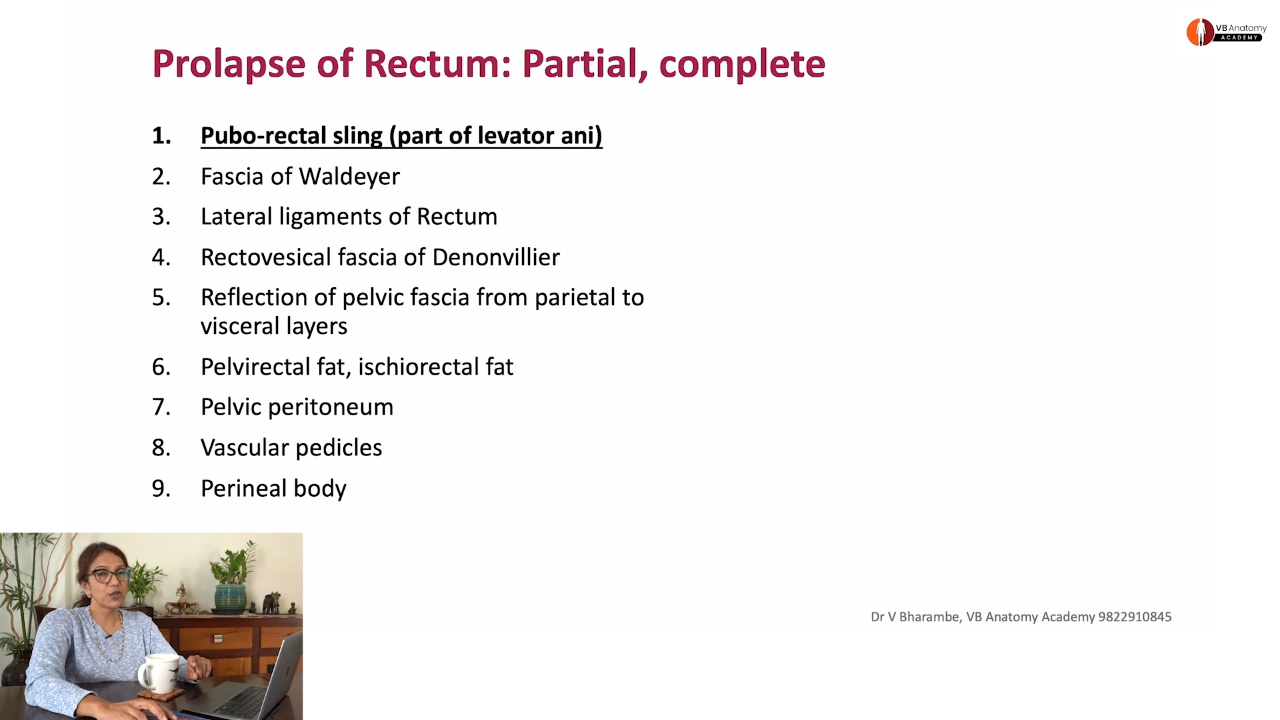 VB Anatomy
ACADEMY
Prolapse of Rectum: Partial, complete
1. Pubo-rectal sling (part of levator ani)
2. Fascia of Waldeyer
3. Lateral ligaments of Rectum
4. Rectovesical fascia of Denonvillier
5. Reflection of pelvic fascia from parietal to
visceral layers
6. Pelvirectal fat, ischiorectal fat
7. Pelvic peritoneum
8. Vascular pedicles
9. Perineal body
Dr V Bharambe, VB Anatomy Academy 9822910845